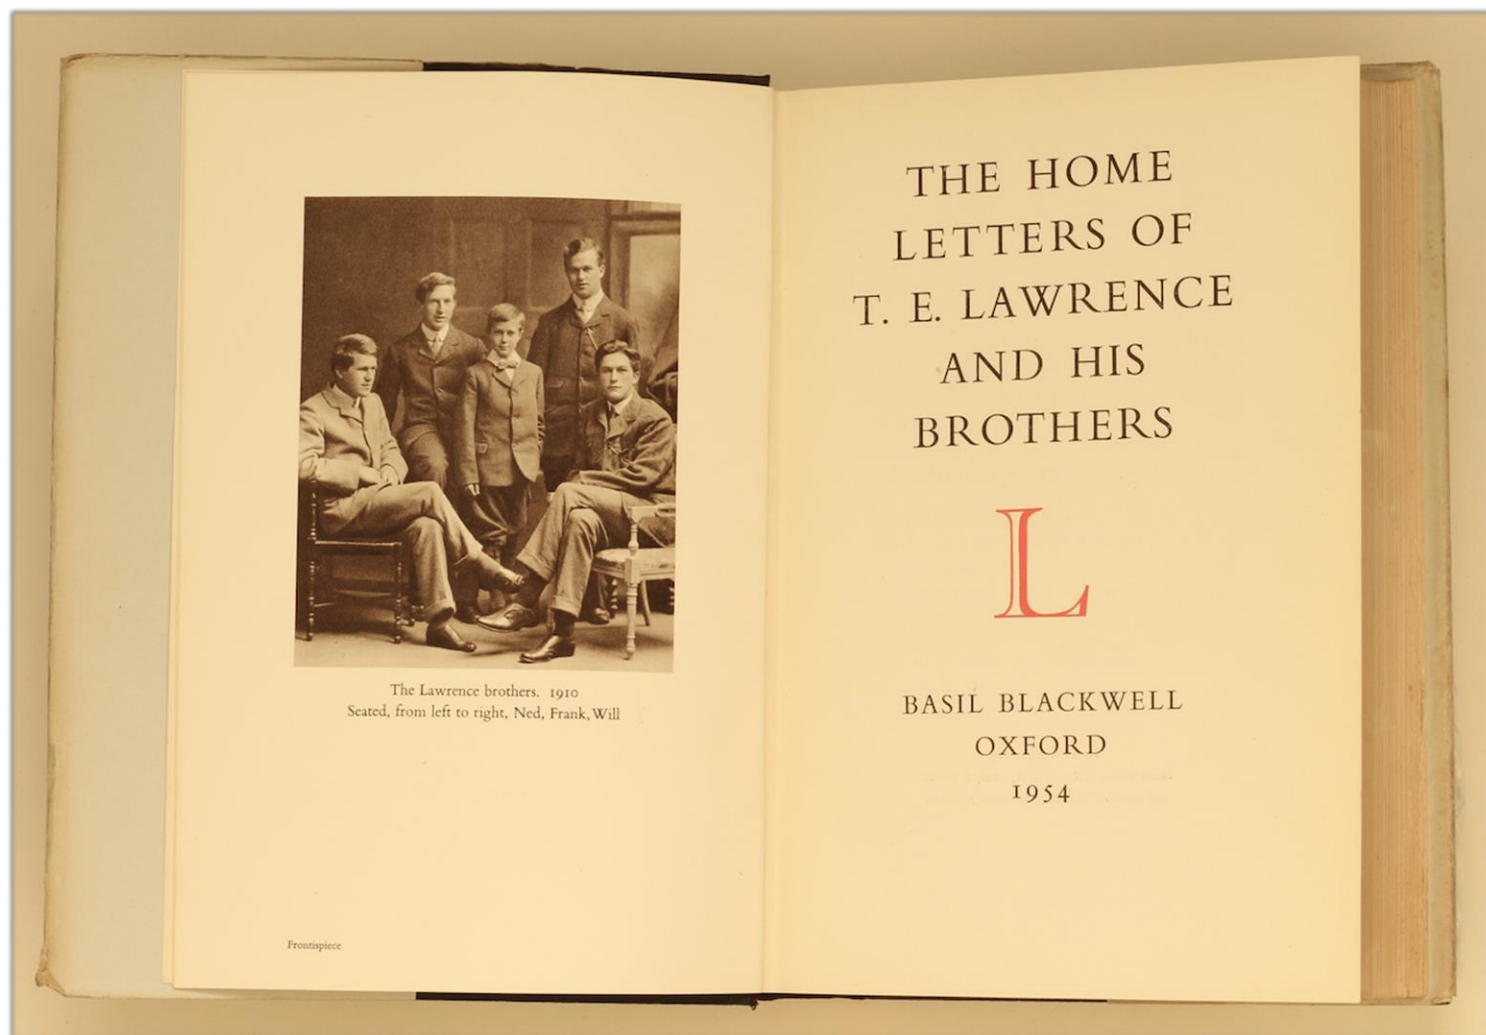 The Lawrence brothers. 1910
Seated, from left to right, Ned, Frank, Will
Frontispiece
THE HOME
LETTERS OF
T. E. LAWRENCE
AND HIS
BROTHERS
L
BASIL BLACKWELL
OXFORD
1954